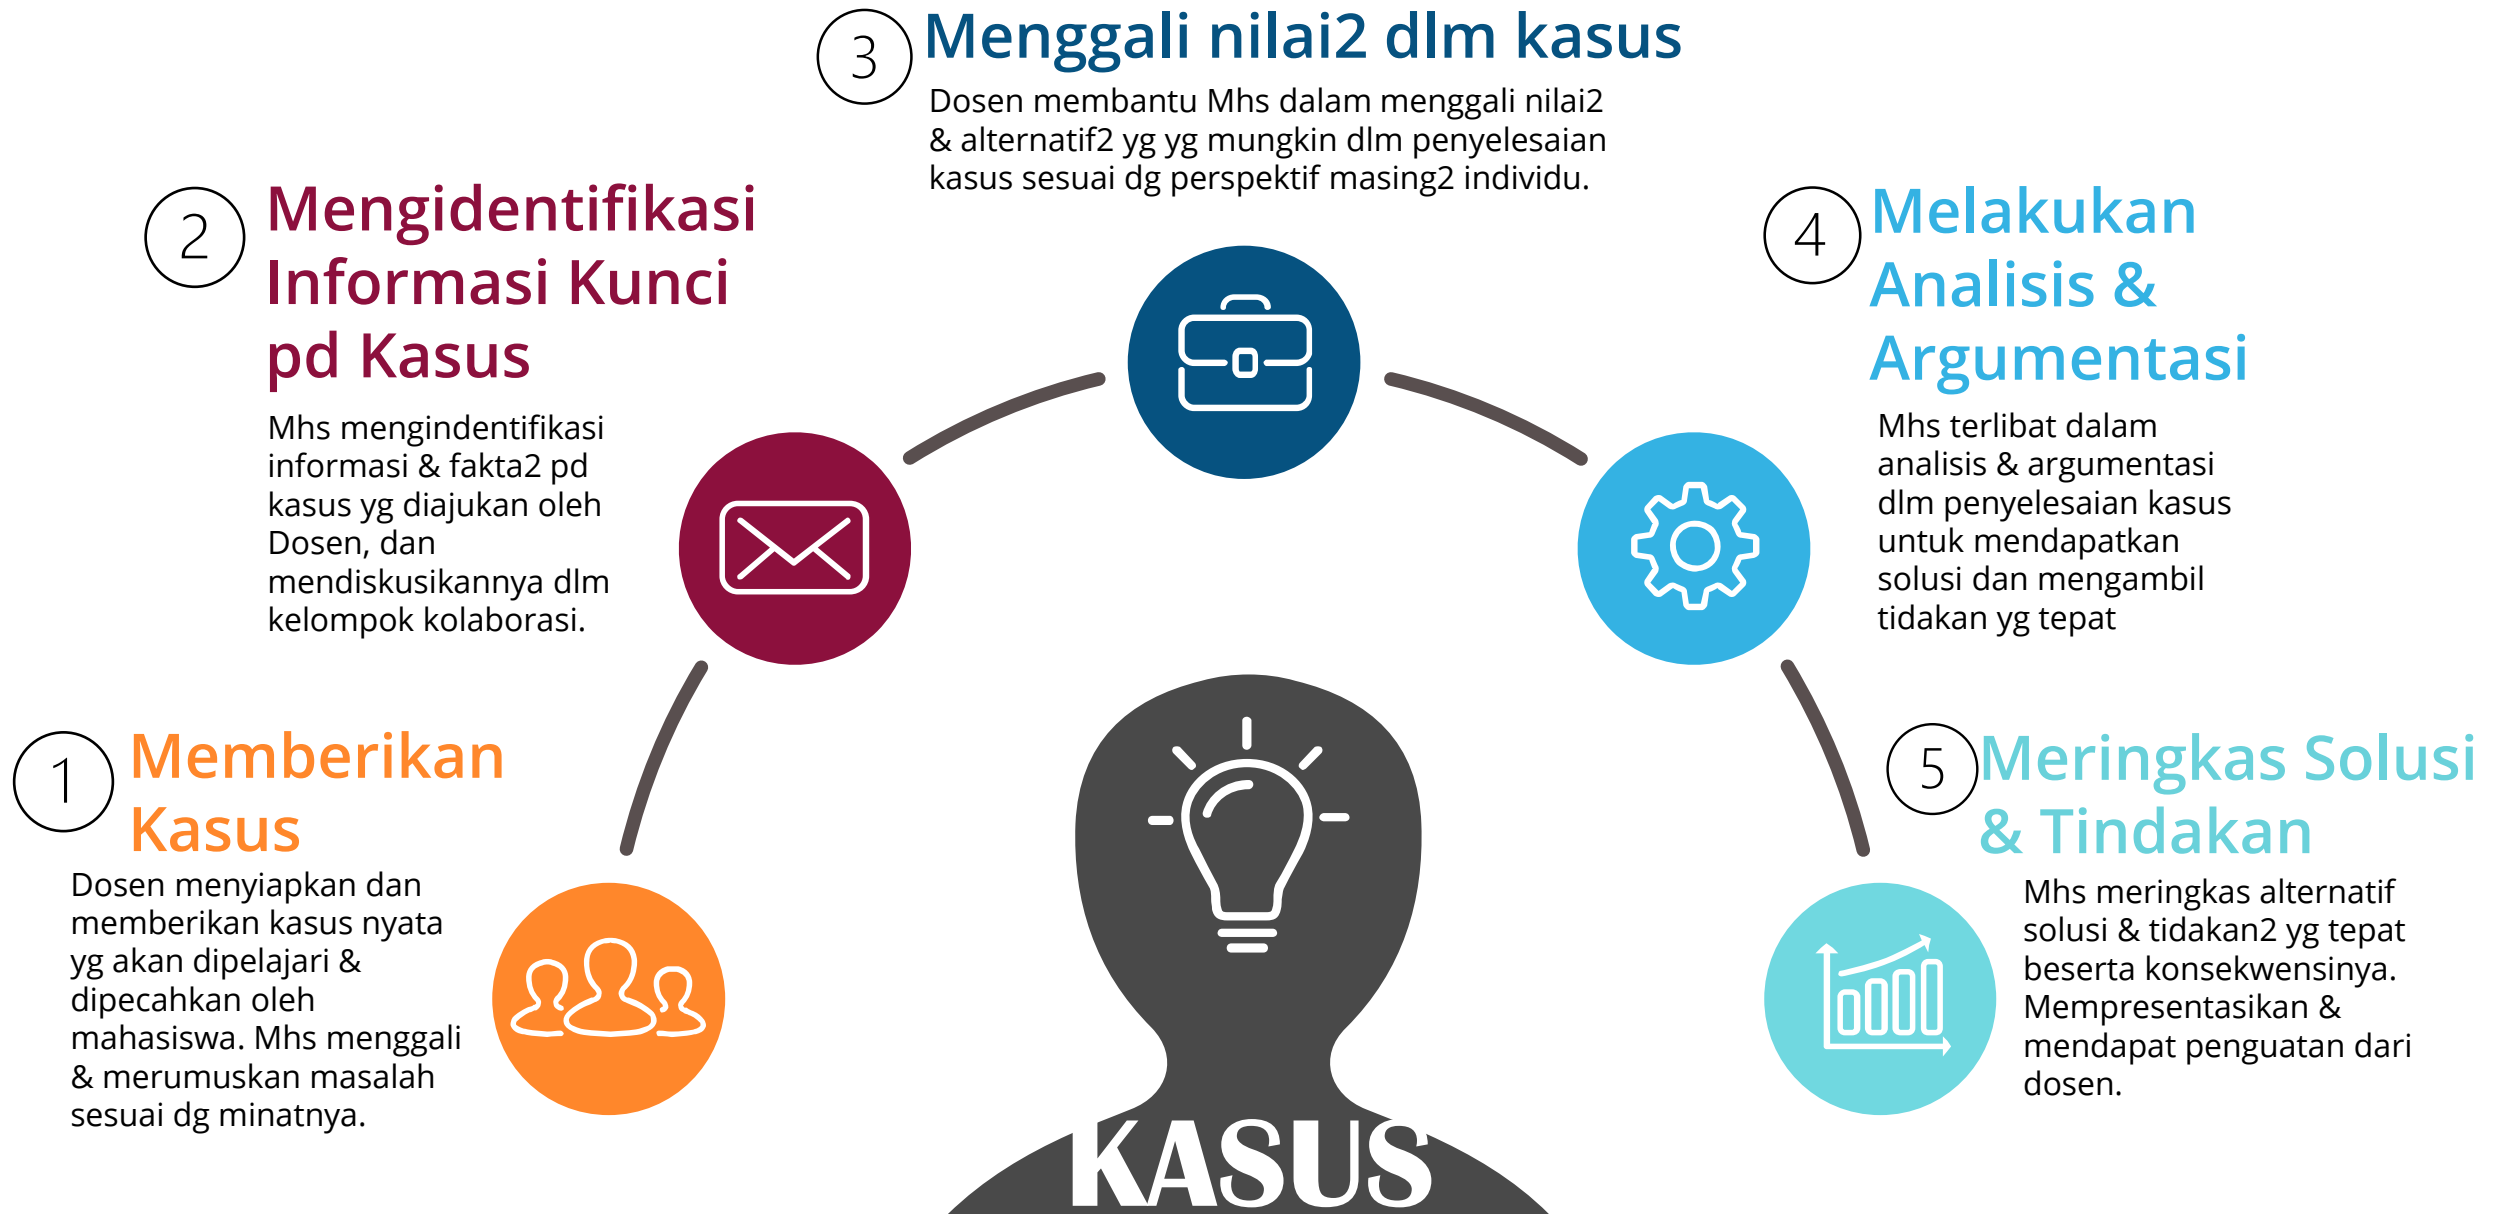 1
Memberikan
Kasus
Dosen menyiapkan dan
memberikan kasus nyata
yg akan dipelajari &
dipecahkan oleh
mahasiswa. Mhs menggali
& merumuskan masalah
sesuai dg minatnya.
2
Mengidentifikasi
Informasi Kunci
pd Kasus
Mhs mengindentifikasi
informasi & fakta2 pd
kasus yg diajukan oleh
Dosen, dan
mendiskusikannya dlm
kelompok kolaborasi.
3
Menggali nilai2 dlm kasus
Dosen membantu Mhs dalam menggali nilai2
& alternatif2 yg yg mungkin dlm penyelesaian
kasus sesuai dg perspektif masing2 individu.
4
Melakukan
Analisis &
Argumentasi
Mhs terlibat dalam
analisis & argumentasi
dlm penyelesaian kasus
untuk mendapatkan
solusi dan mengambil
tidakan yg tepat
5
Meringkas Solusi
& Tindakan
Mhs meringkas alternatif
solusi & tidakan2 yg tepat
beserta konsekwensinya.
Mempresentasikan &
mendapat penguatan dari
dosen.
KASUS